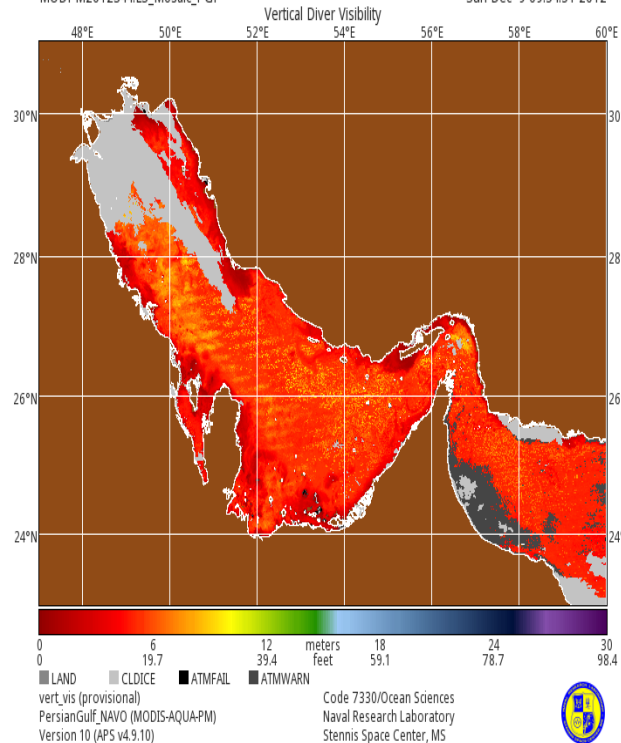 Vertical Diver Visibility
48°E 50°E 52°E 54°E 56°E 58°E 60°E
30°N 30°
28°N 28°
26°N 26°
24°N 24°
0 6 12 meters 18 24 30
0 19.7 39.4 feet 59.1 78.7 98.4
LAND CLDICE ATMFAIL ATMWARN
vert_vis (provisional) Code 7330/Ocean Sciences
PersianGulf_NAVO (MODIS-AQUA-PM) Naval Research Laboratory
Version 10 (APS v4.9.10) Stennis Space Center, MS